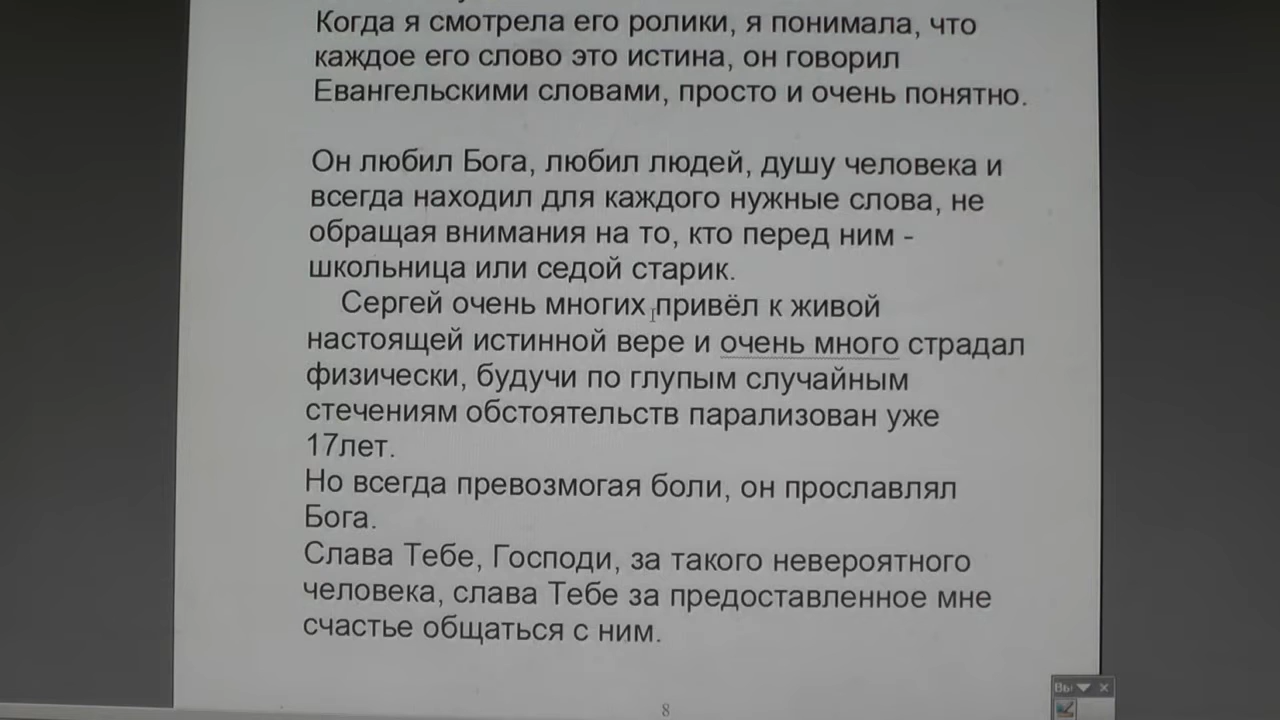 Когда я смотрела его ролики, я понимала, что
каждое его слово это истина, он говорил
Евангельскими словами, просто и очень понятно.
Он любил Бога, любил людей, душу человека и
всегда находил для каждого нужные слова, не
обращая внимания на то, кто перед ним -
школьница или седой старик.
Сергей очень многих привёл к живой
настоящей истинной вере и очень много страдал
физически, будучи по глупым случайным
стечениям обстоятельств парализован уже
17лет.
Но всегда превозмогая боли, он прославлял
Бога.
Слава Тебе, Господи, за такого невероятного
человека, слава Тебе за предоставленное мне
счастье общаться с ним.
8